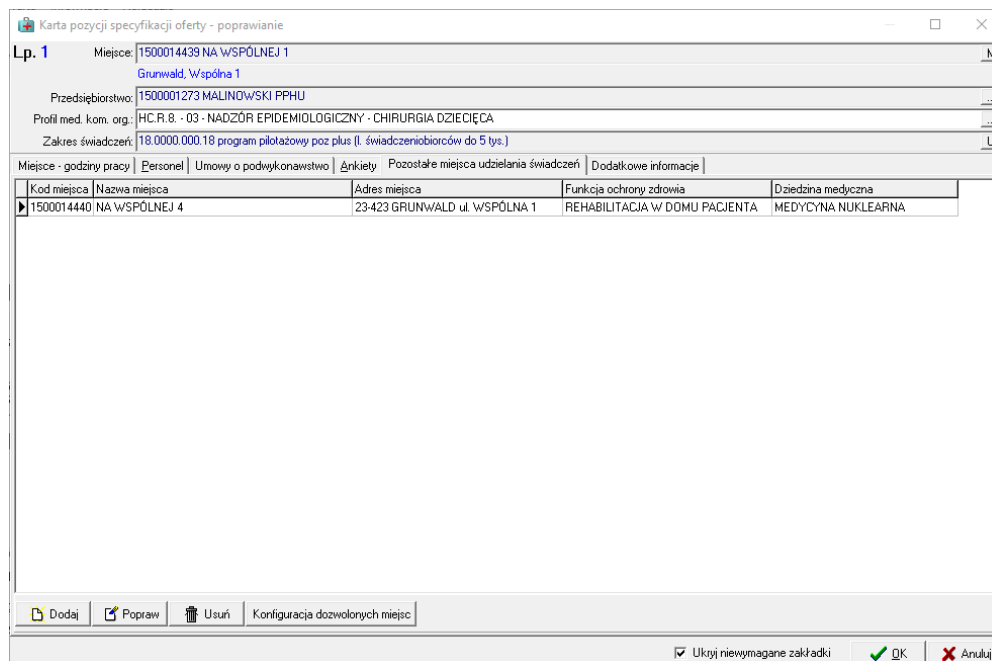 Karta pozycji specyfikacji oferty - poprawianie
Lp. 1 Miejsce: 1500014439 NA WSPÓLNEJ 1
Grunwald, Wspólna 1
Przedsiębiorstwo: 1500001273 MALINOWSKI PPHU ...
Profil med. kom. org.: HC.R.8. - 03 - NADZÓR EPIDEMIOLOGICZNY - CHIRURGIA DZIECIĘCA ...
Zakres świadczeń: 18.0000.000.18 program pilotażowy poz plus (l. świadczeniobiorców do 5 tys.)
Miejsce - godziny pracy Personel Umowy o podwykonawstwo Ankiety Pozostałe miejsca udzielania świadczeń Dodatkowe informacje
Kod miejsca Nazwa miejsca Adres miejsca Funkcja ochrony zdrowia Dziedzina medyczna
1500014440 NA WSPÓLNEJ 4 23-423 GRUNWALD ul. WSPÓLNA 1 REHABILITACJA W DOMU PACJENTA MEDYCYNA NUKLEARNA
Dodaj Popraw Usuń Konfiguracja dozwolonych miejsc
Ukryj niewymagane zakładki OK Anuluj